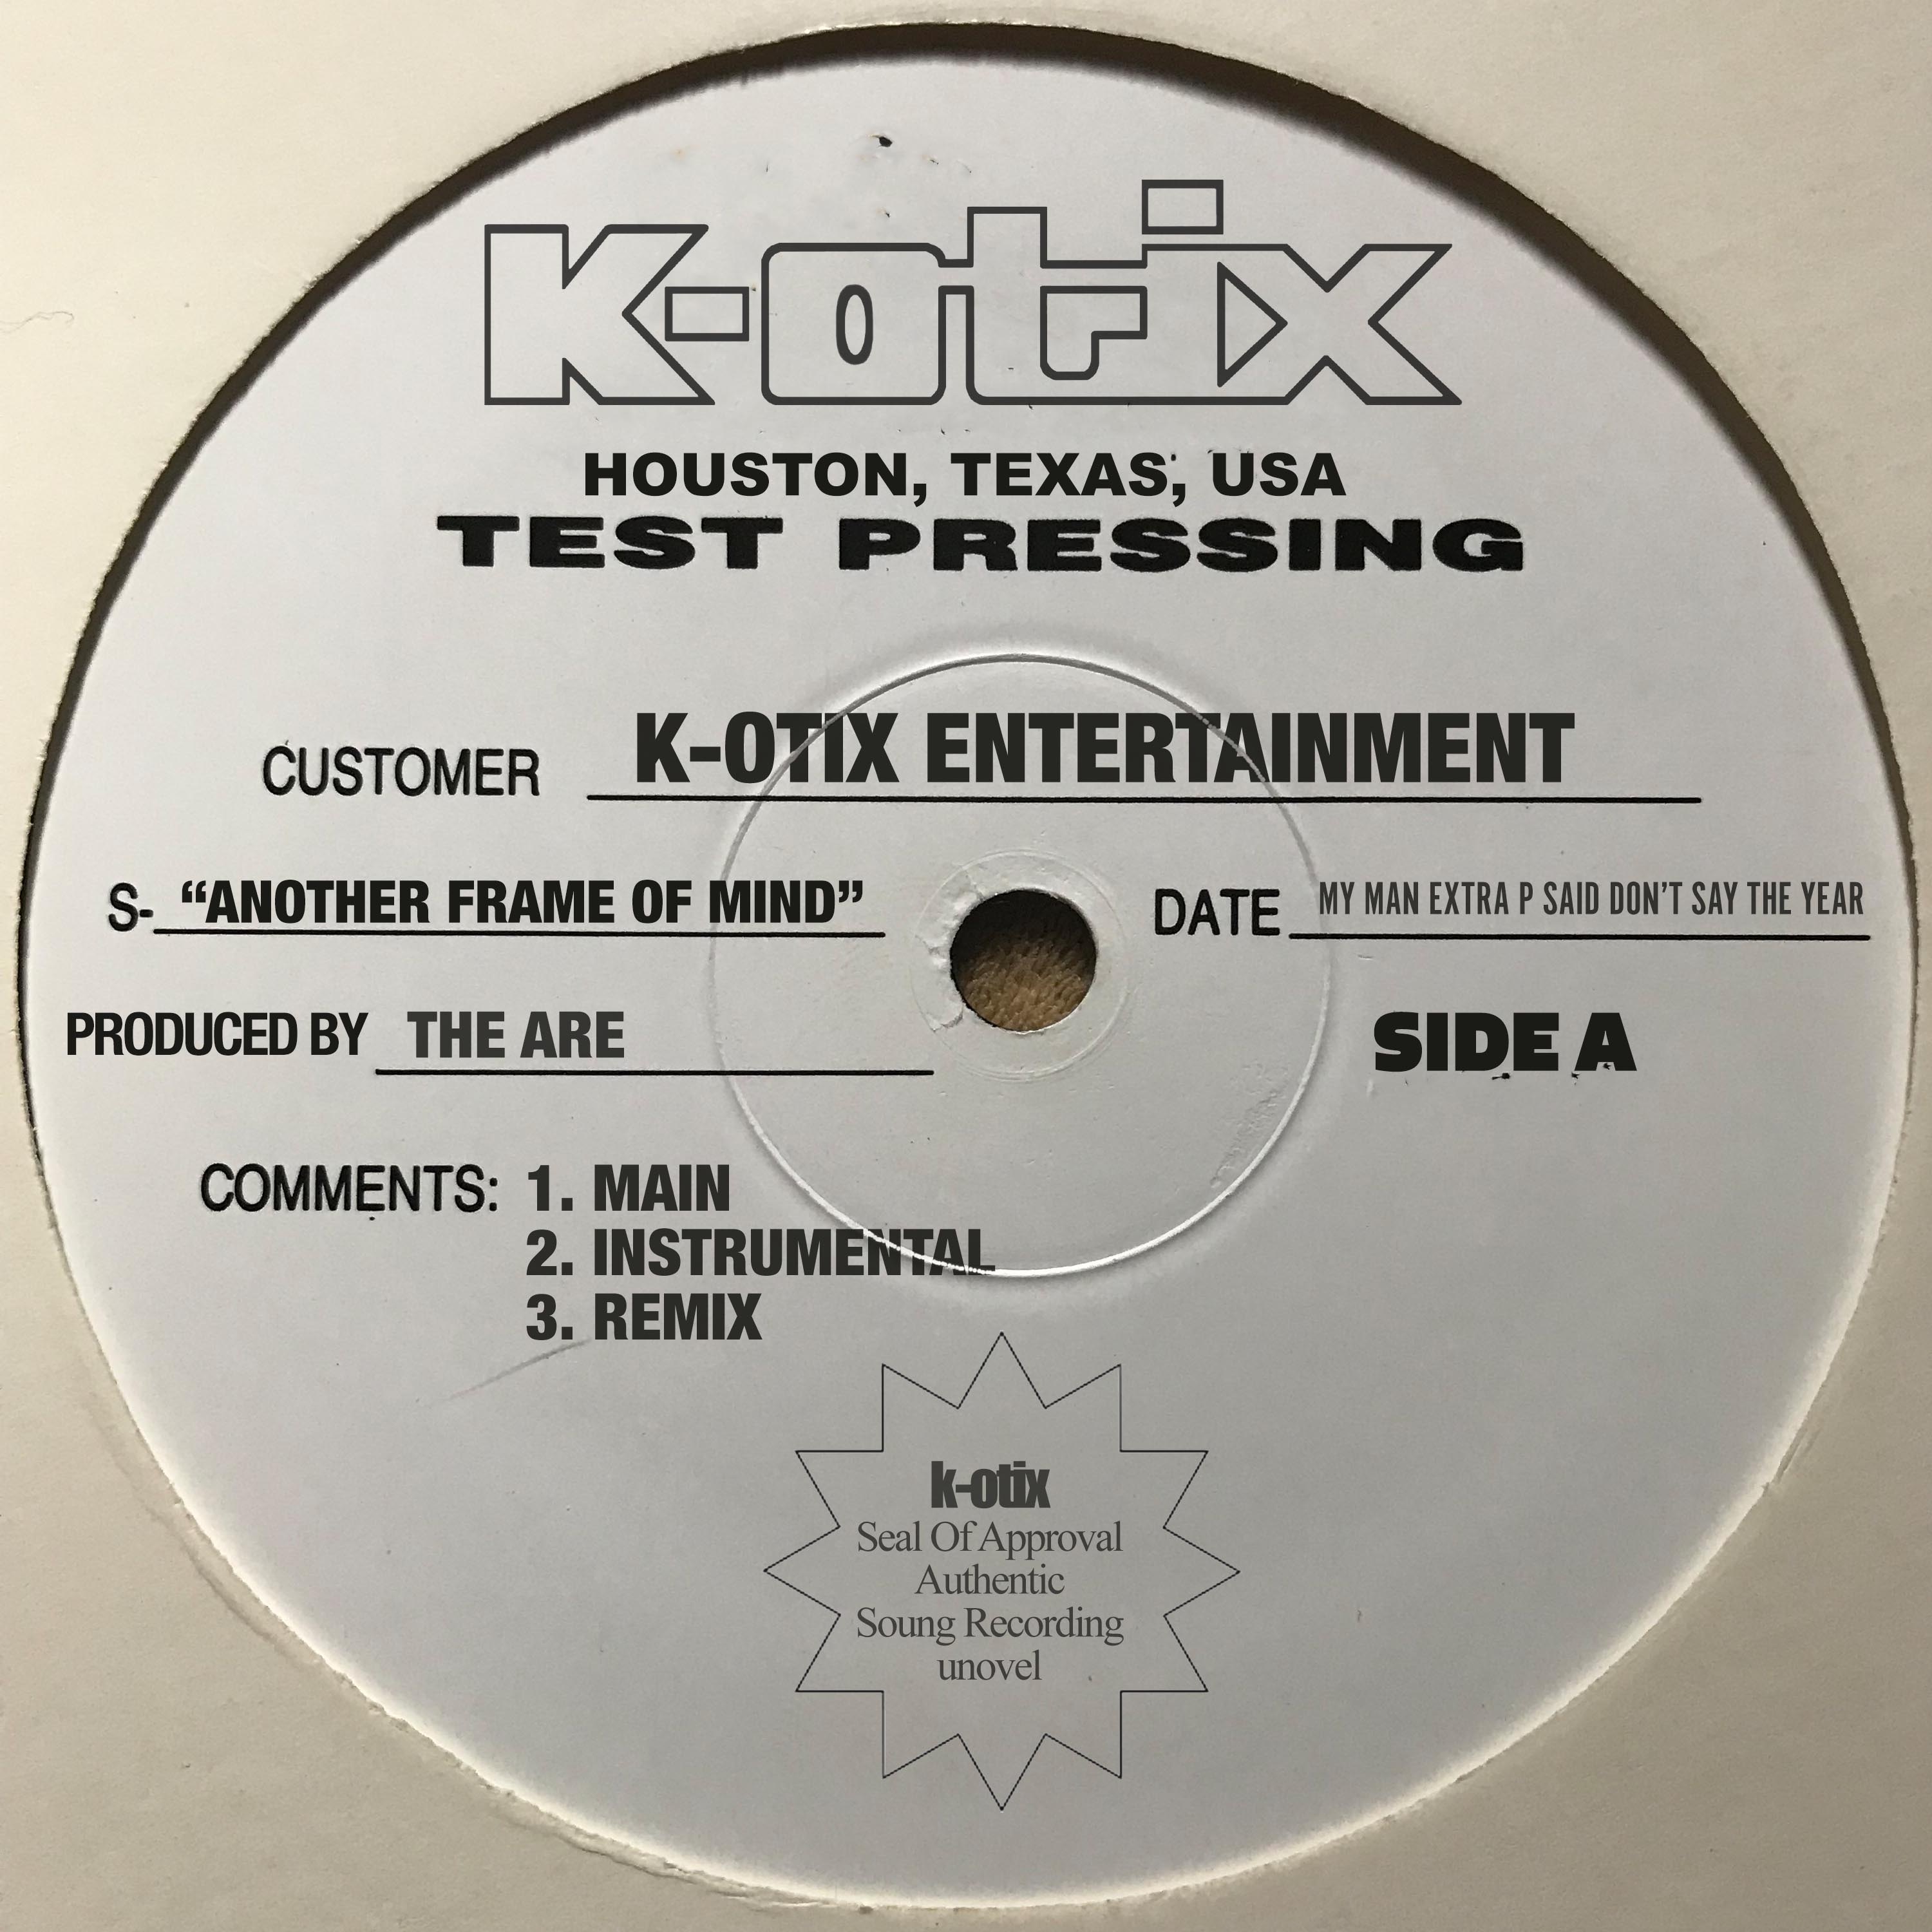 K-otix
HOUSTON, TEXAS, USA
TEST PRESSING
CUSTOMER K-OTIX ENTERTAINMENT
S- “ANOTHER FRAME OF MIND” DATE MY MAN EXTRA P SAID DON’T SAY THE YEAR
PRODUCED BY THE ARE SIDE A
COMMENTS: 1. MAIN
2. INSTRUMENTAL
3. REMIX
k-otix
Seal Of Approval
Authentic
Soung Recording
unovel